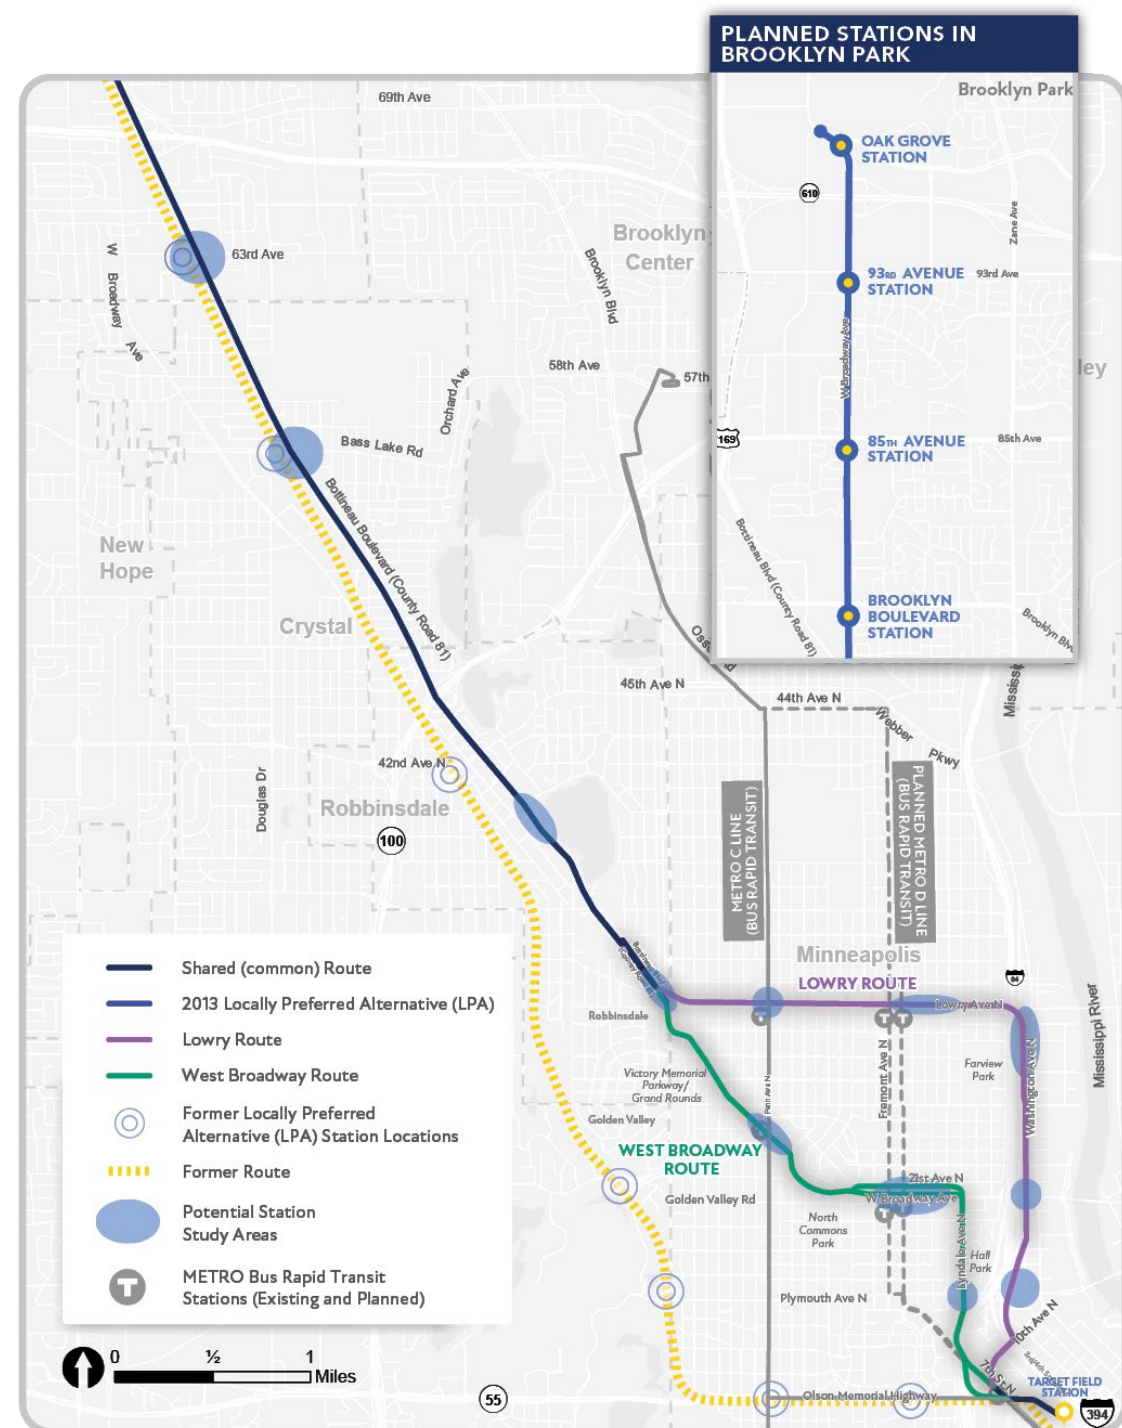 PLANNED STATIONS IN
BROOKLYN PARK
Brooklyn Park
OAK GROVE
STATION
610
Zane Ave
93RD AVENUE
STATION
93rd Ave
W Broadway Ave
169
85TH AVENUE
STATION
85th Ave
Bottineau Blvd (County Road 81)
BROOKLYN
BOULEVARD
STATION
Brooklyn Blv
69th Ave
63rd Ave
W Broadway Ave
Brooklyn
Center
Brooklyn Blvd
58th Ave
57th
ley
Orchard Ave
Bass Lake Rd
Bottineau Boulevard (County Road 81)
New
Hope
Crystal
45th Ave N
44th Ave N
Webber Pkwy
Mississip
42nd Ave N
Douglas Dr
Robbinsdale
100
METRO C LINE
(BUS RAPID TRANSIT)
PLANNED METRO D LINE
(BUS RAPID TRANSIT)
Minneapolis
LOWRY ROUTE
94
Lowry Ave N
Mississippi River
Robbinsdale
Fremont Ave N
Farview
Park
Washington Ave N
Victory Memorial
Parkway/
Grand Rounds
Penn Ave N
Golden Valley
WEST BROADWAY
ROUTE
21st Ave N
W Broadway Ave
Golden Valley Rd
North
Commons
Park
Lyndale Ave N
Hall
Park
Plymouth Ave N
10th Ave N
7th St N
TARGET FIELD
STATION
Olson Memorial Highway
55
394
Shared (common) Route
2013 Locally Preferred Alternative (LPA)
Lowry Route
West Broadway Route
Former Locally Preferred
Alternative (LPA) Station Locations
Former Route
Potential Station
Study Areas
T
METRO Bus Rapid Transit
Stations (Existing and Planned)
0 ½ 1
Miles